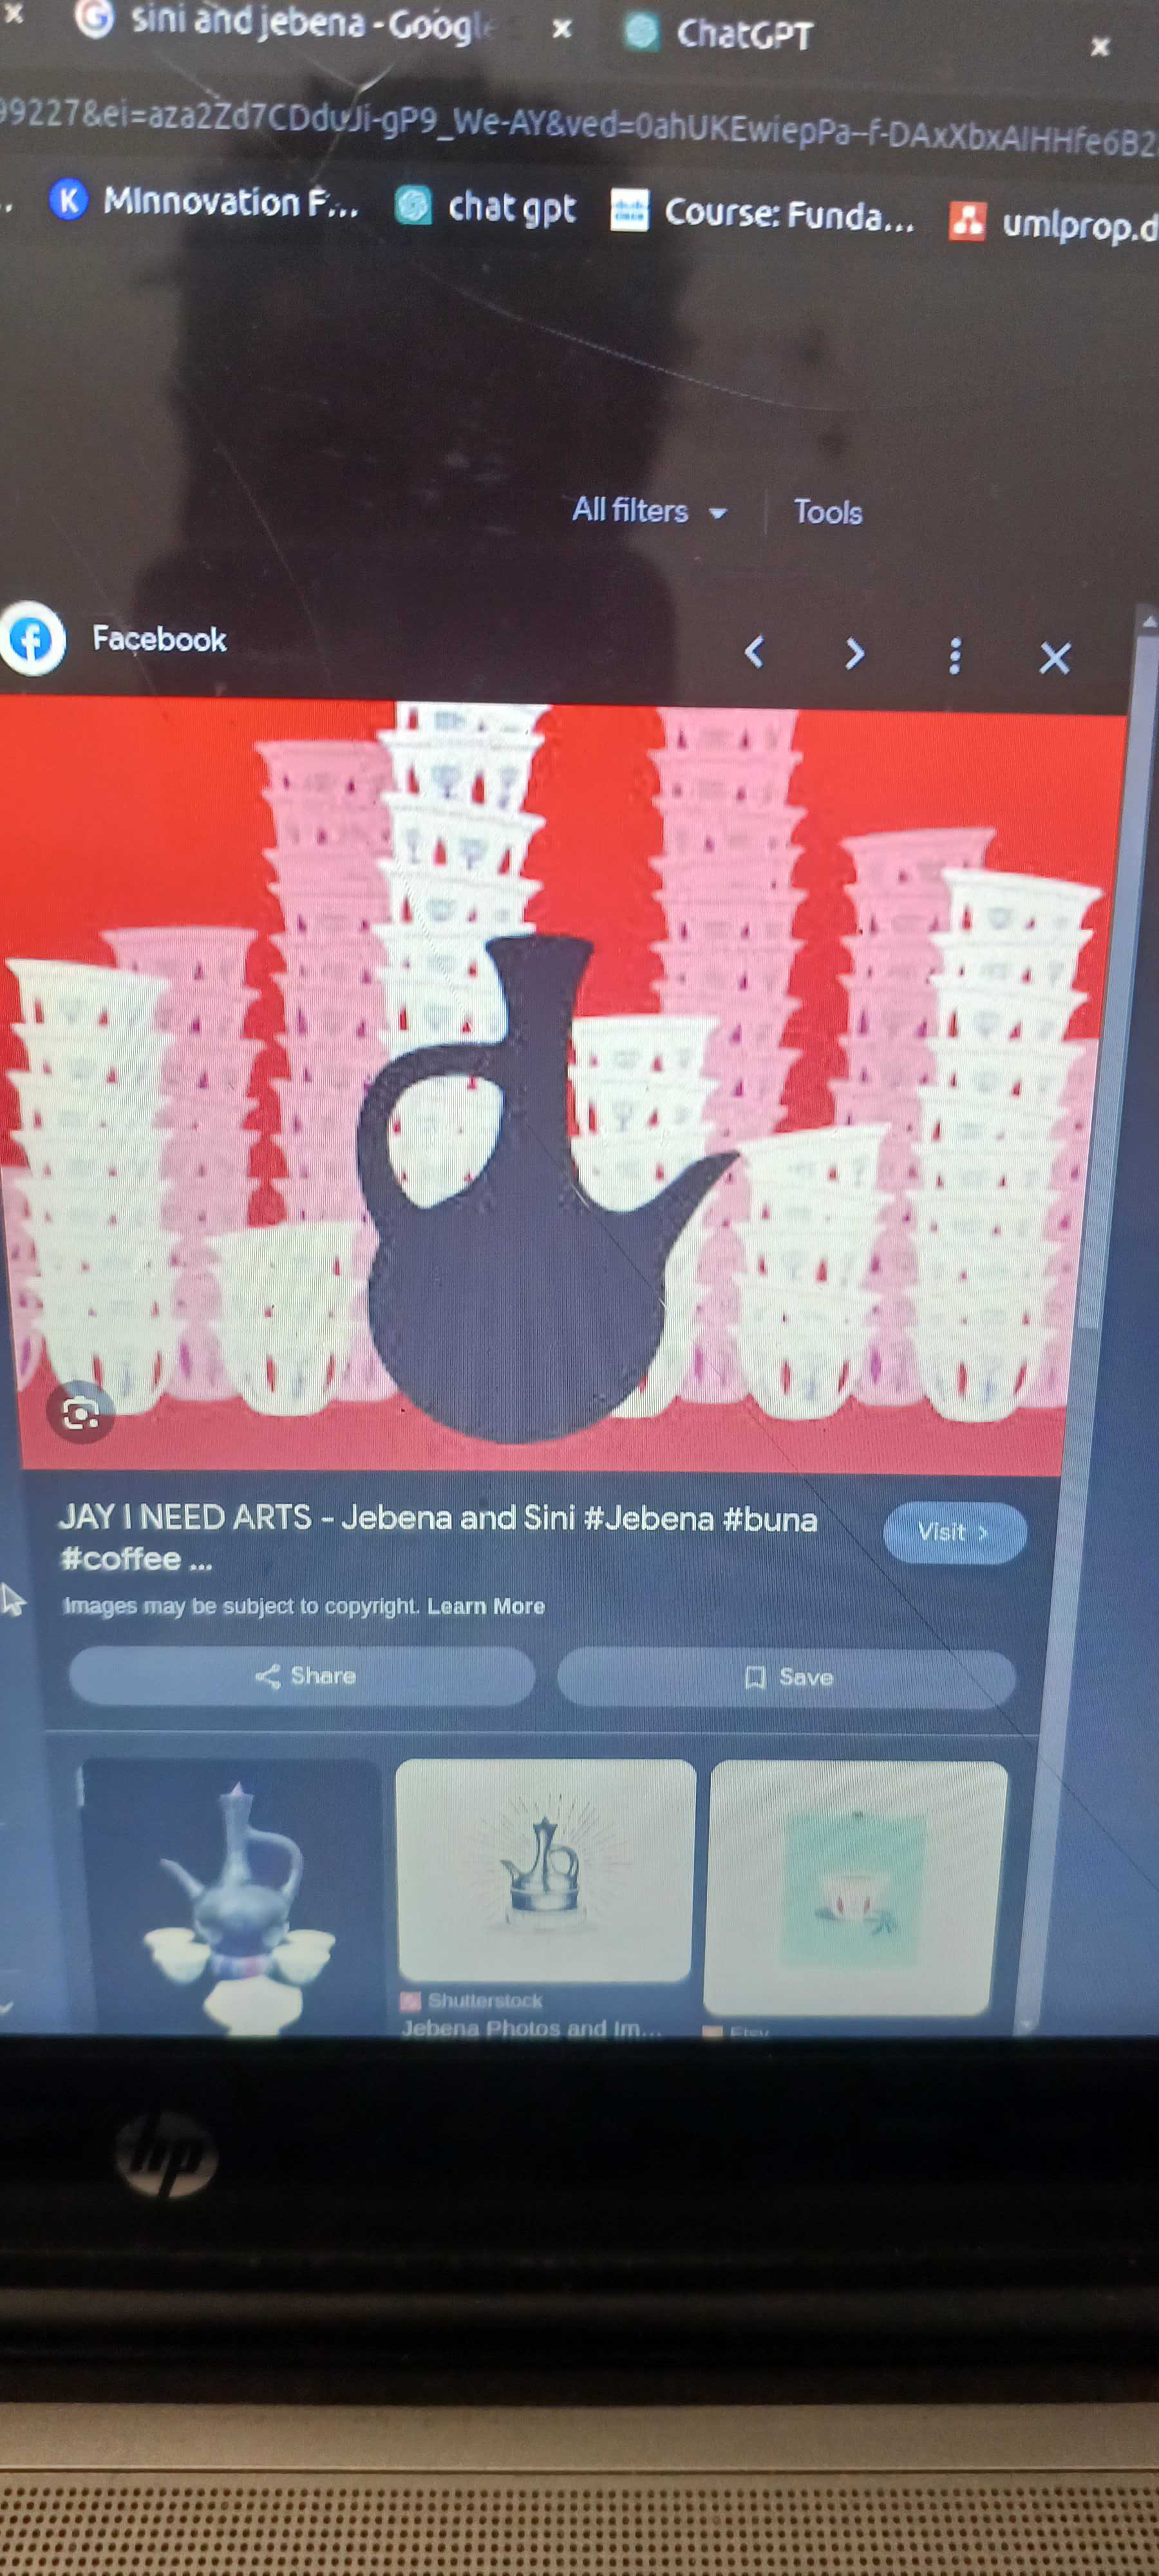 sini and jebena - Google
ChatGPT
99227&ei=aza2Zd7CDduJi-gP9_We-AY&ved=0ahUKEwiepPa--f-DAxXbxAIHHfe6B2
K MInnovation F...
chat gpt
Course: Funda...
umlprop.d
All filters
Tools
Facebook
JAY I NEED ARTS - Jebena and Sini #Jebena #buna
#coffee ...
Visit >
Images may be subject to copyright. Learn More
Share
Save
Shutterstock
Jebena Photos and Im...
Etsy
hp